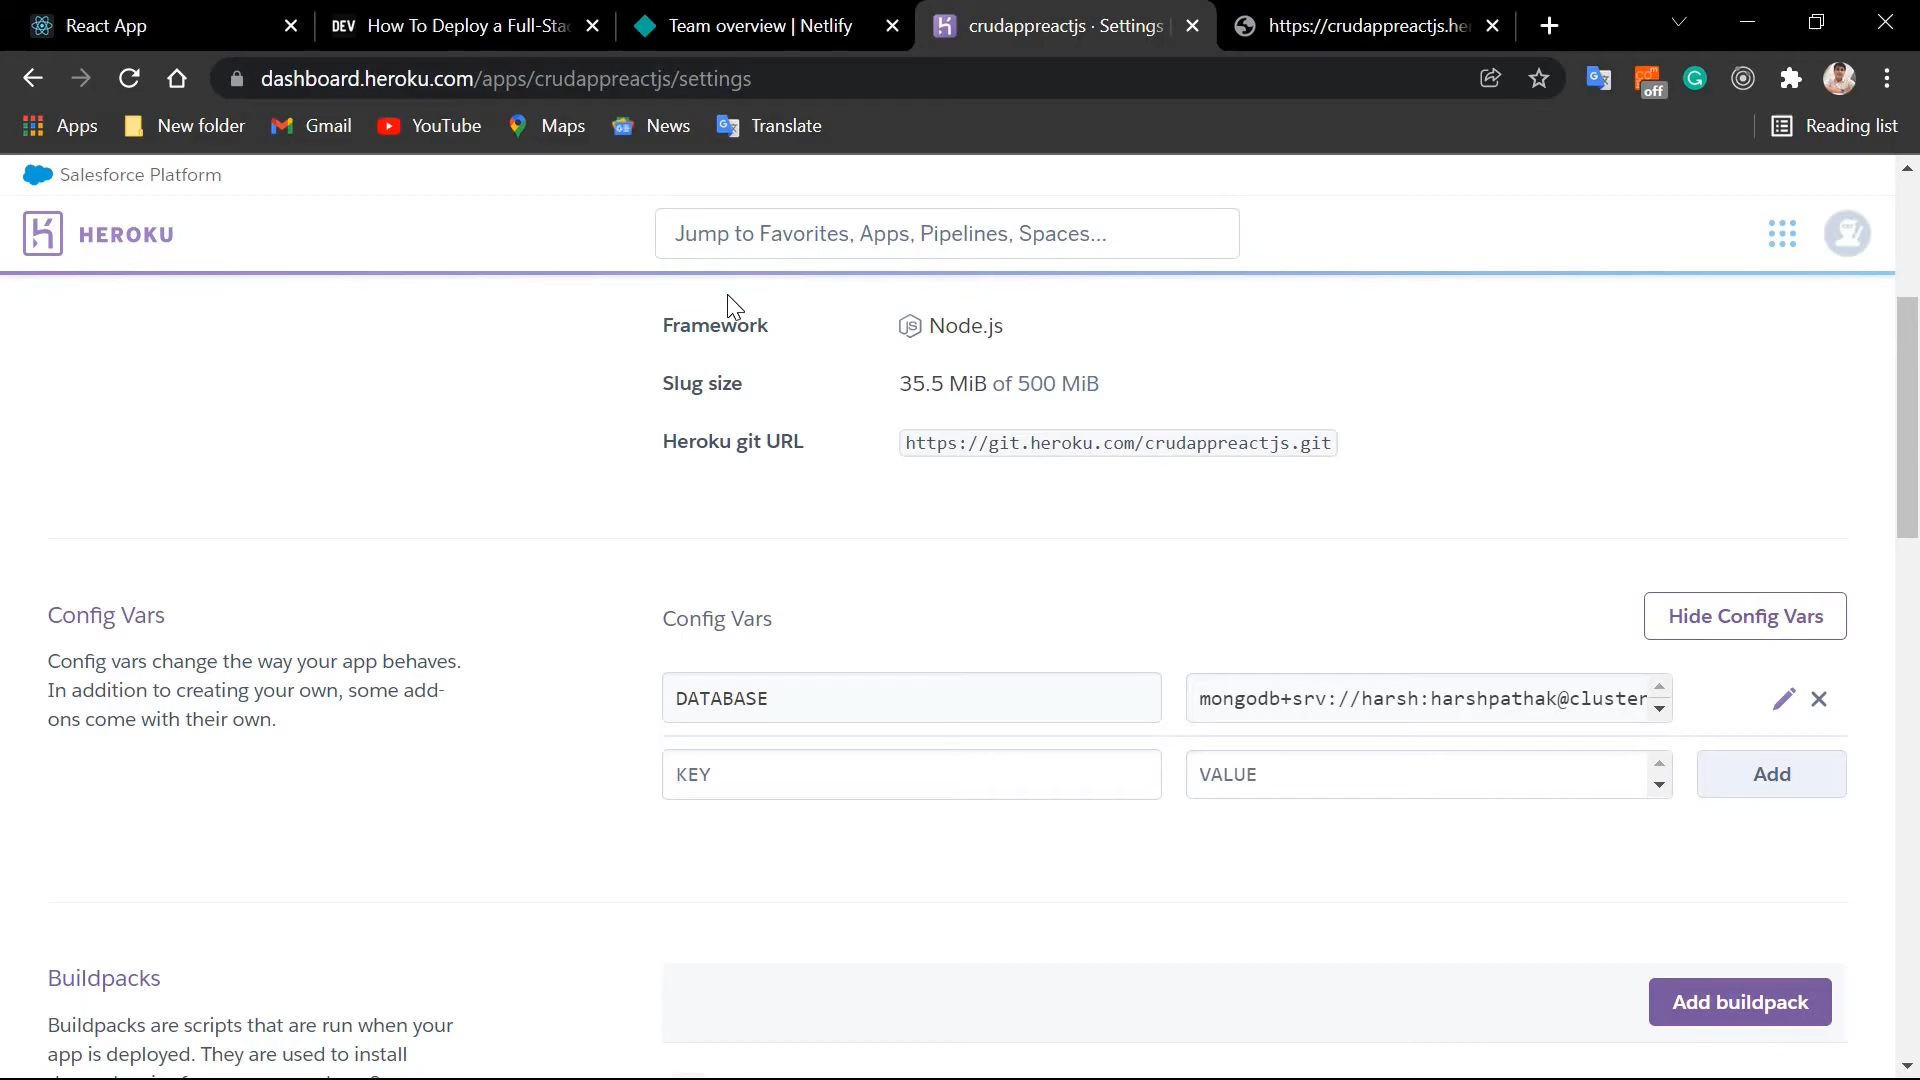 React App
DEV How To Deploy a Full-Sta
Team overview | Netlify
crudappreactjs · Settings
https://crudappreactjs.he
dashboard.heroku.com/apps/crudappreactjs/settings
off
Apps
New folder
Gmail
YouTube
Maps
News
Translate
Reading list
Salesforce Platform
HEROKU
Jump to Favorites, Apps, Pipelines, Spaces...
Framework
Node.js
Slug size
35.5 MiB of 500 MiB
Heroku git URL
https://git.heroku.com/crudappreactjs.git
Config Vars
Config vars change the way your app behaves.
In addition to creating your own, some add-
ons come with their own.
Config Vars
Hide Config Vars
DATABASE
mongodb+srv://harsh:harshpathak@cluster
KEY
VALUE
Add
Buildpacks
Buildpacks are scripts that are run when your
app is deployed. They are used to install
Add buildpack